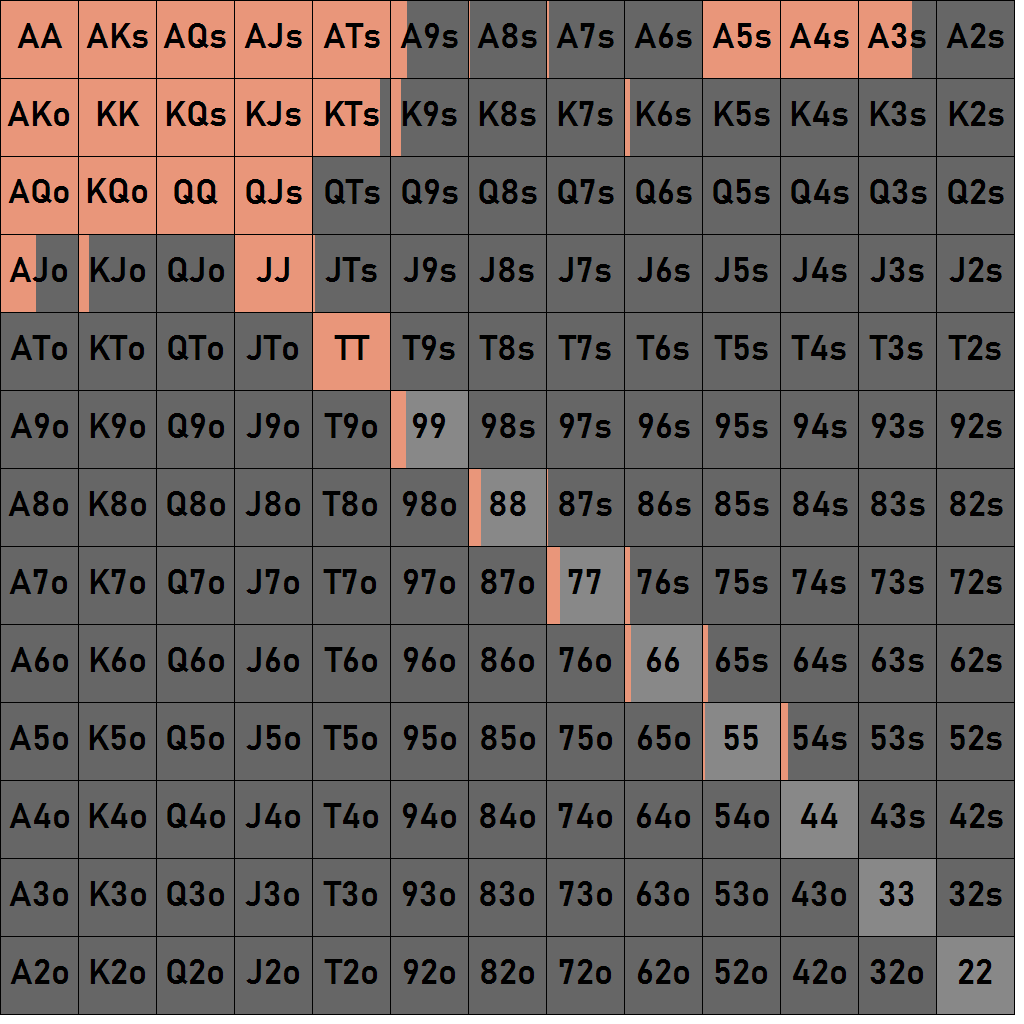 AA AKs AQs AJs ATs A9s A8s A7s A6s A5s A4s A3s A2s
AKo KK KQs KJs KTs K9s K8s K7s K6s K5s K4s K3s K2s
AQo KQo QQ QJs QTs Q9s Q8s Q7s Q6s Q5s Q4s Q3s Q2s
AJo KJo QJo JJ JTs J9s J8s J7s J6s J5s J4s J3s J2s
ATo KTo QTo JTo TT T9s T8s T7s T6s T5s T4s T3s T2s
A9o K9o Q9o J9o T9o 99 98s 97s 96s 95s 94s 93s 92s
A8o K8o Q8o J8o T8o 98o 88 87s 86s 85s 84s 83s 82s
A7o K7o Q7o J7o T7o 97o 87o 77 76s 75s 74s 73s 72s
A6o K6o Q6o J6o T6o 96o 86o 76o 66 65s 64s 63s 62s
A5o K5o Q5o J5o T5o 95o 85o 75o 65o 55 54s 53s 52s
A4o K4o Q4o J4o T4o 94o 84o 74o 64o 54o 44 43s 42s
A3o K3o Q3o J3o T3o 93o 83o 73o 63o 53o 43o 33 32s
A2o K2o Q2o J2o T2o 92o 82o 72o 62o 52o 42o 32o 22